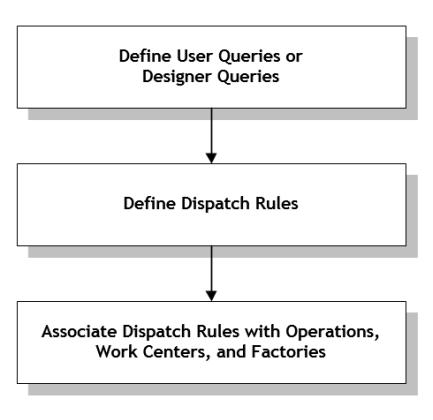 Define User Queries or
Designer Queries
Define Dispatch Rules
Associate Dispatch Rules with Operations,
Work Centers, and Factories